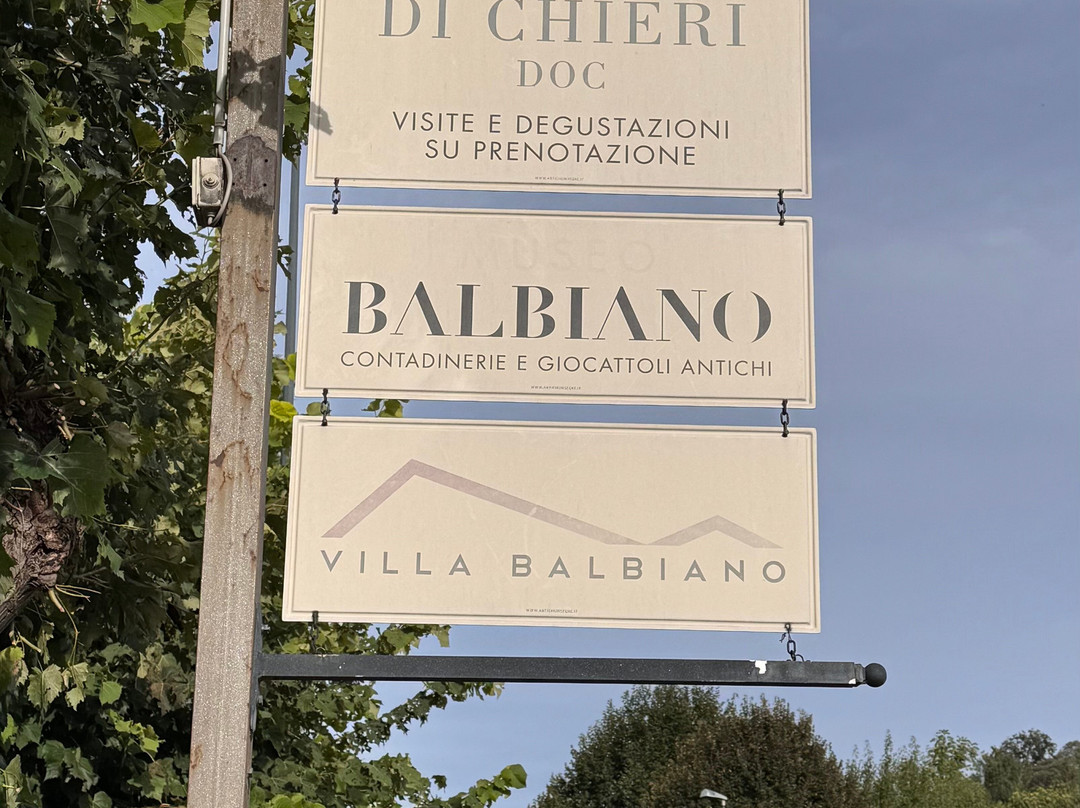 DI CHIERI
DOC
VISITE E DEGUSTAZIONI
SU PRENOTAZIONE
MUSEO
BALBIANO
CONTADINERIE E GIOCATTOLI ANTICHI
VILLA BALBIANO